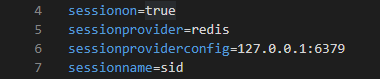 4 sessionon=true
5 sessionprovider=redis
6 sessionproviderconfig=127.0.0.1:6379
7 sessionname=sid